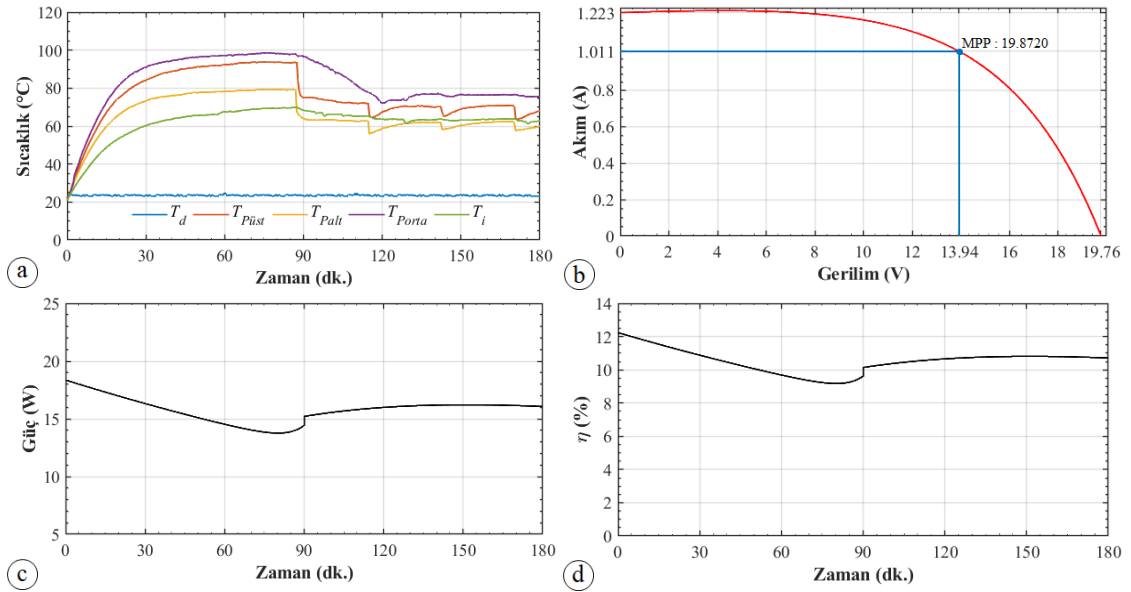 120
100
80
60
40
20
0
Sıcaklık (°C)
T_d T_Püst T_Palt T_Porta T_i
0 30 60 90 120 150 180
Zaman (dk.)
a
1.223
1.011
0.8
0.6
0.4
0.2
0
Akım (A)
MPP : 19.8720
0 2 4 6 8 10 12 13.94 16 18 19.76
Gerilim (V)
b
25
20
15
10
5
Güç (W)
0 30 60 90 120 150 180
Zaman (dk.)
c
14
12
10
8
6
4
2
0
η (%)
0 30 60 90 120 150 180
Zaman (dk.)
d